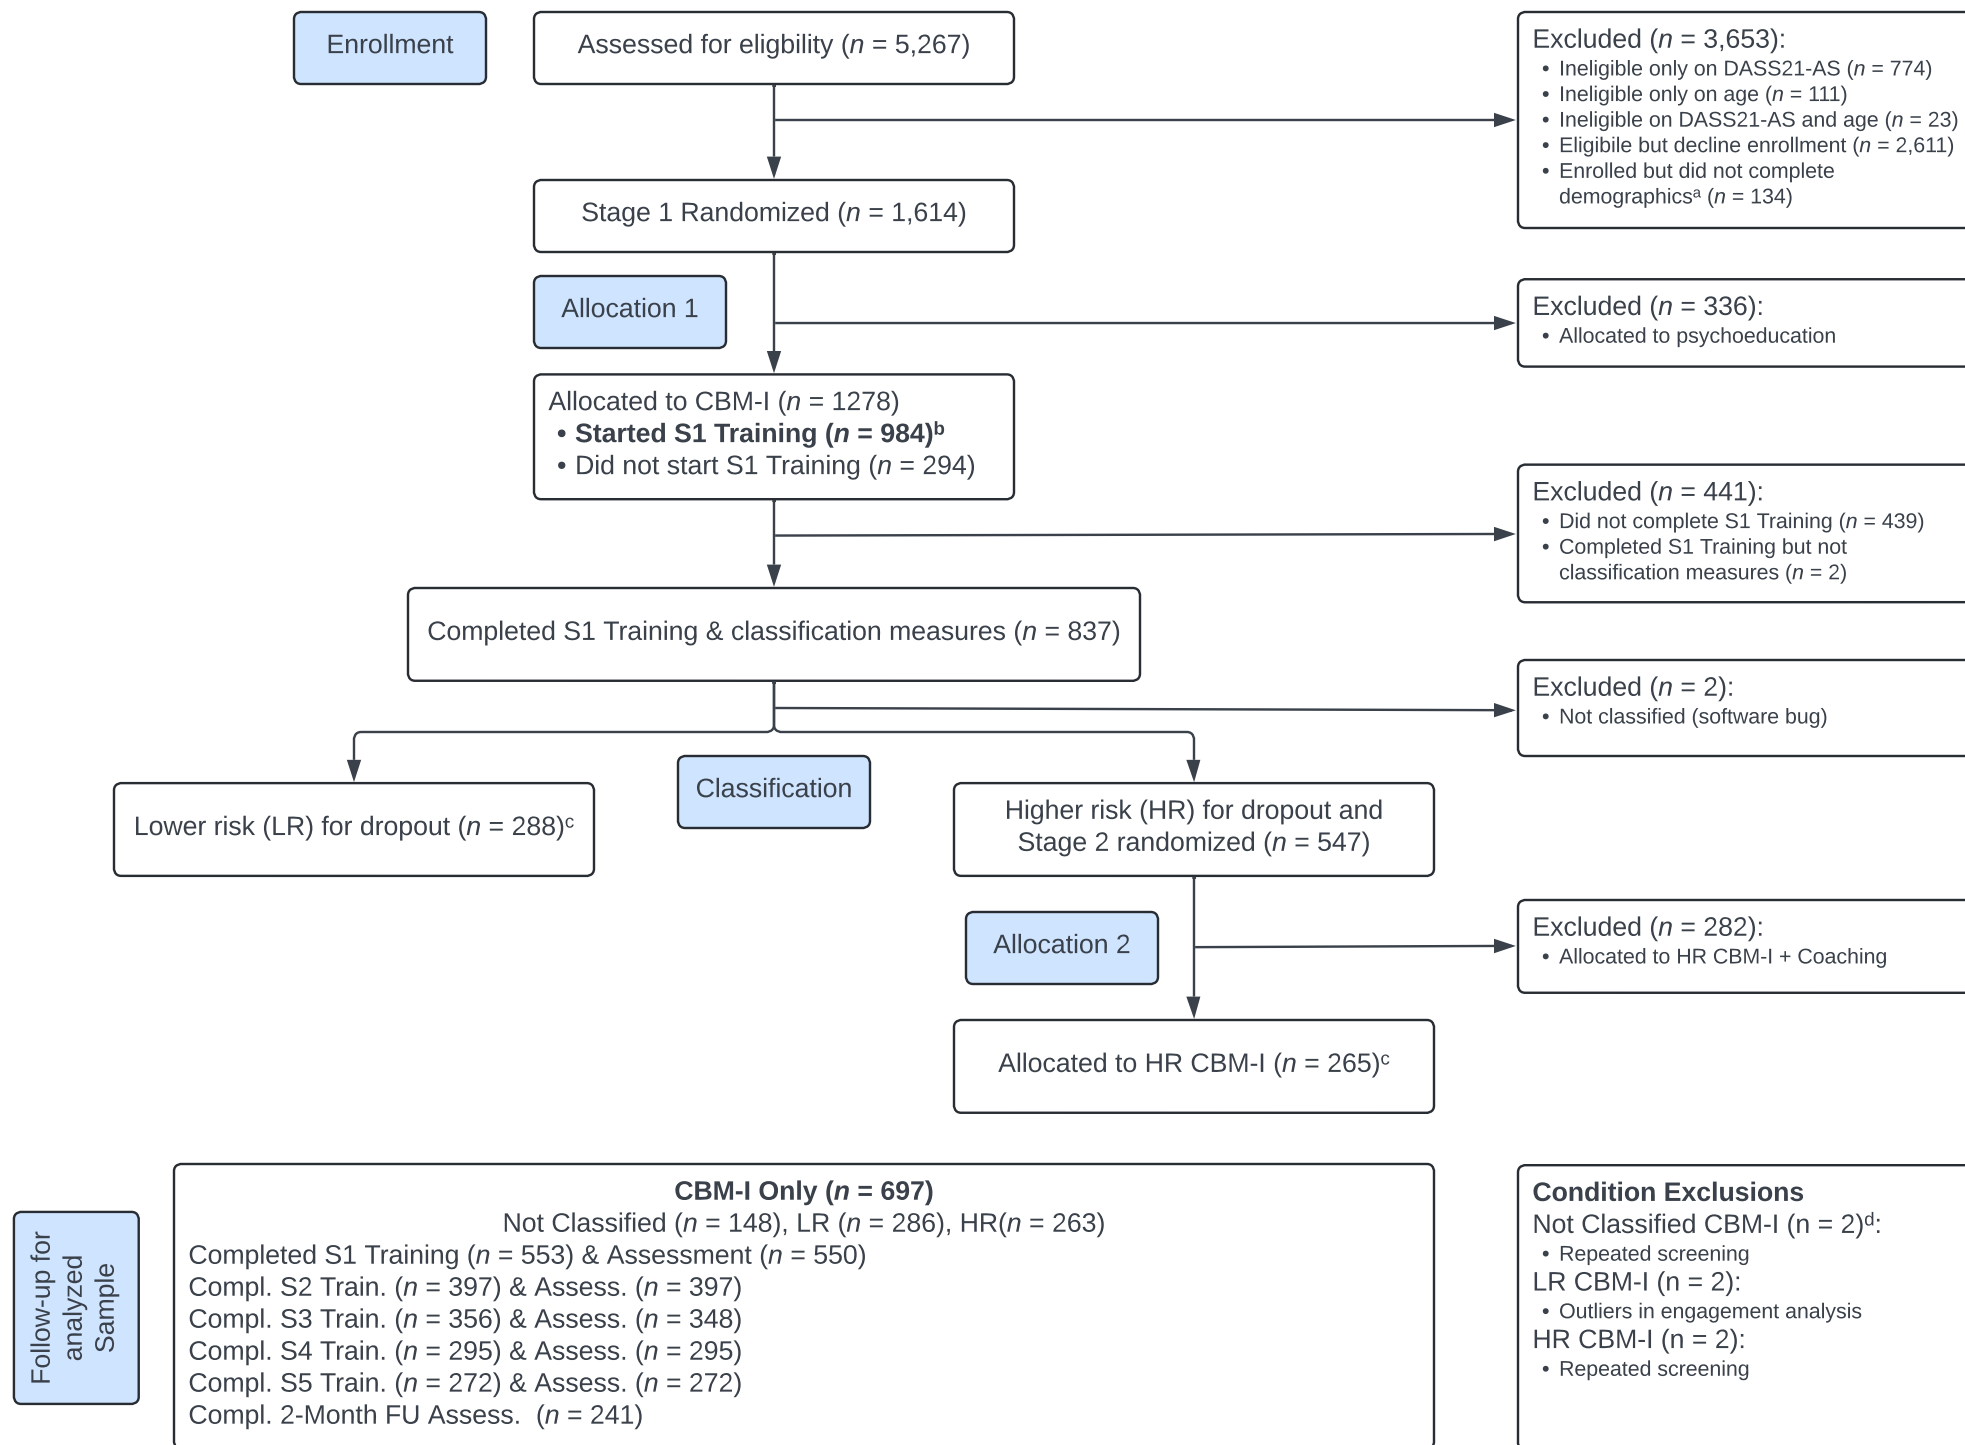 Enrollment
Assessed for eligbility (n = 5,267)
Excluded (n = 3,653):
• Ineligible only on DASS21-AS (n = 774)
• Ineligible only on age (n = 111)
• Ineligible on DASS21-AS and age (n = 23)
• Eligibile but decline enrollment (n = 2,611)
• Enrolled but did not complete
demographicsᵃ (n = 134)
Stage 1 Randomized (n = 1,614)
Allocation 1
Excluded (n = 336):
• Allocated to psychoeducation
Allocated to CBM-I (n = 1278)
• Started S1 Training (n = 984)ᵇ
• Did not start S1 Training (n = 294)
Excluded (n = 441):
• Did not complete S1 Training (n = 439)
• Completed S1 Training but not
classification measures (n = 2)
Completed S1 Training & classification measures (n = 837)
Excluded (n = 2):
• Not classified (software bug)
Classification
Lower risk (LR) for dropout (n = 288)ᶜ
Higher risk (HR) for dropout and
Stage 2 randomized (n = 547)
Allocation 2
Excluded (n = 282):
• Allocated to HR CBM-I + Coaching
Allocated to HR CBM-I (n = 265)ᶜ
Follow-up for
analyzed
Sample
CBM-I Only (n = 697)
Not Classified (n = 148), LR (n = 286), HR(n = 263)
Completed S1 Training (n = 553) & Assessment (n = 550)
Compl. S2 Train. (n = 397) & Assess. (n = 397)
Compl. S3 Train. (n = 356) & Assess. (n = 348)
Compl. S4 Train. (n = 295) & Assess. (n = 295)
Compl. S5 Train. (n = 272) & Assess. (n = 272)
Compl. 2-Month FU Assess. (n = 241)
Condition Exclusions
Not Classified CBM-I (n = 2)ᵈ:
• Repeated screening
LR CBM-I (n = 2):
• Outliers in engagement analysis
HR CBM-I (n = 2):
• Repeated screening